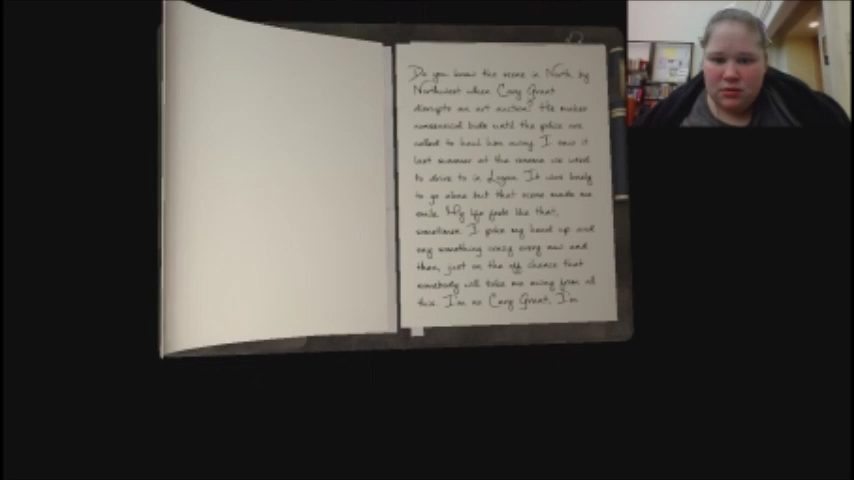 Do you know the scene in North by
Northwest when Cary Grant
disrupts an art auction? He makes
nonsensical bids until the police are
called to haul him away. I saw it
last summer at the cinema we used
to drive to in Logan. It was lonely
to go alone but that scene made me
smile. My life feels like that,
sometimes. I poke my head up and
say something crazy every now and
then, just on the off chance that
somebody will take me away from all
this. I'm no Cary Grant, I'm